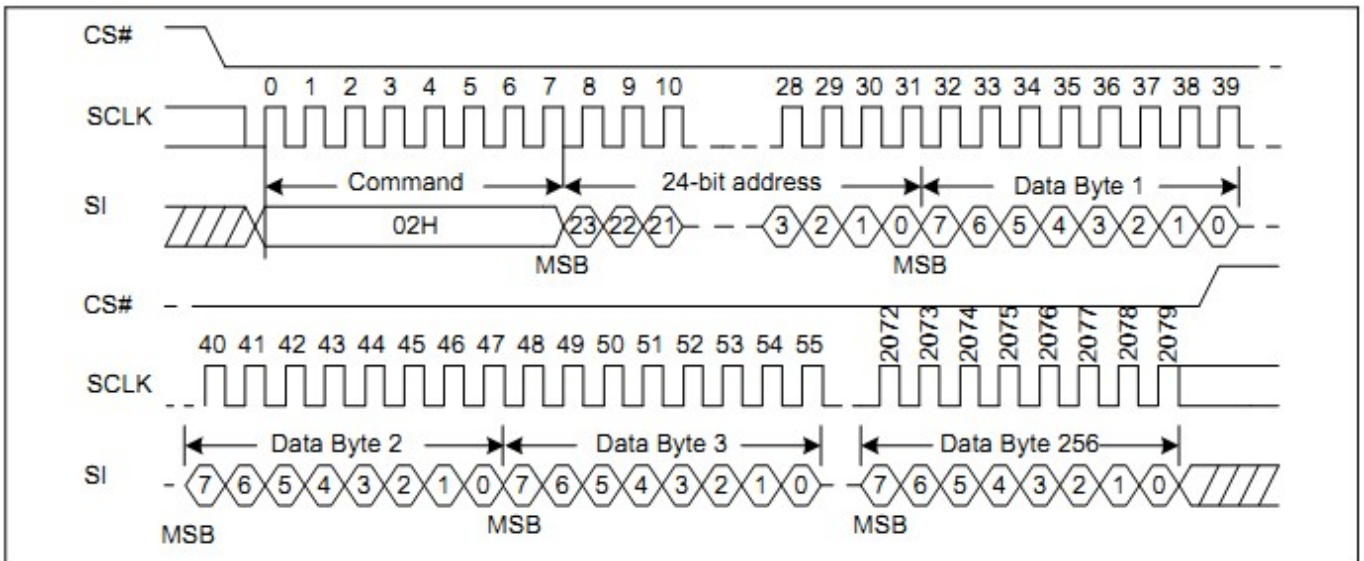 CS#
0 1 2 3 4 5 6 7 8 9 10 28 29 30 31 32 33 34 35 36 37 38 39
SCLK
Command 24-bit address Data Byte 1
SI
02H 23 22 21 3 2 1 0 7 6 5 4 3 2 1 0
MSB MSB
CS#
40 41 42 43 44 45 46 47 48 49 50 51 52 53 54 55 2072 2073 2074 2075 2076 2077 2078 2079
SCLK
Data Byte 2 Data Byte 3 Data Byte 256
SI
7 6 5 4 3 2 1 0 7 6 5 4 3 2 1 0 7 6 5 4 3 2 1 0
MSB MSB MSB